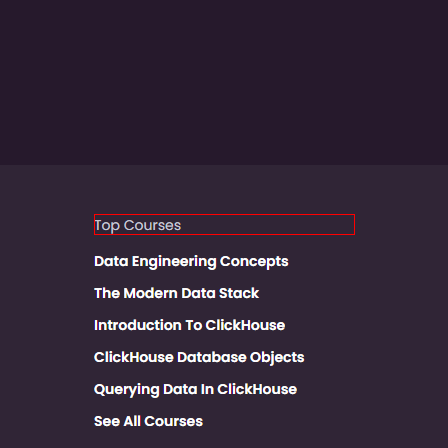 Top Courses
Data Engineering Concepts
The Modern Data Stack
Introduction To ClickHouse
ClickHouse Database Objects
Querying Data In ClickHouse
See All Courses